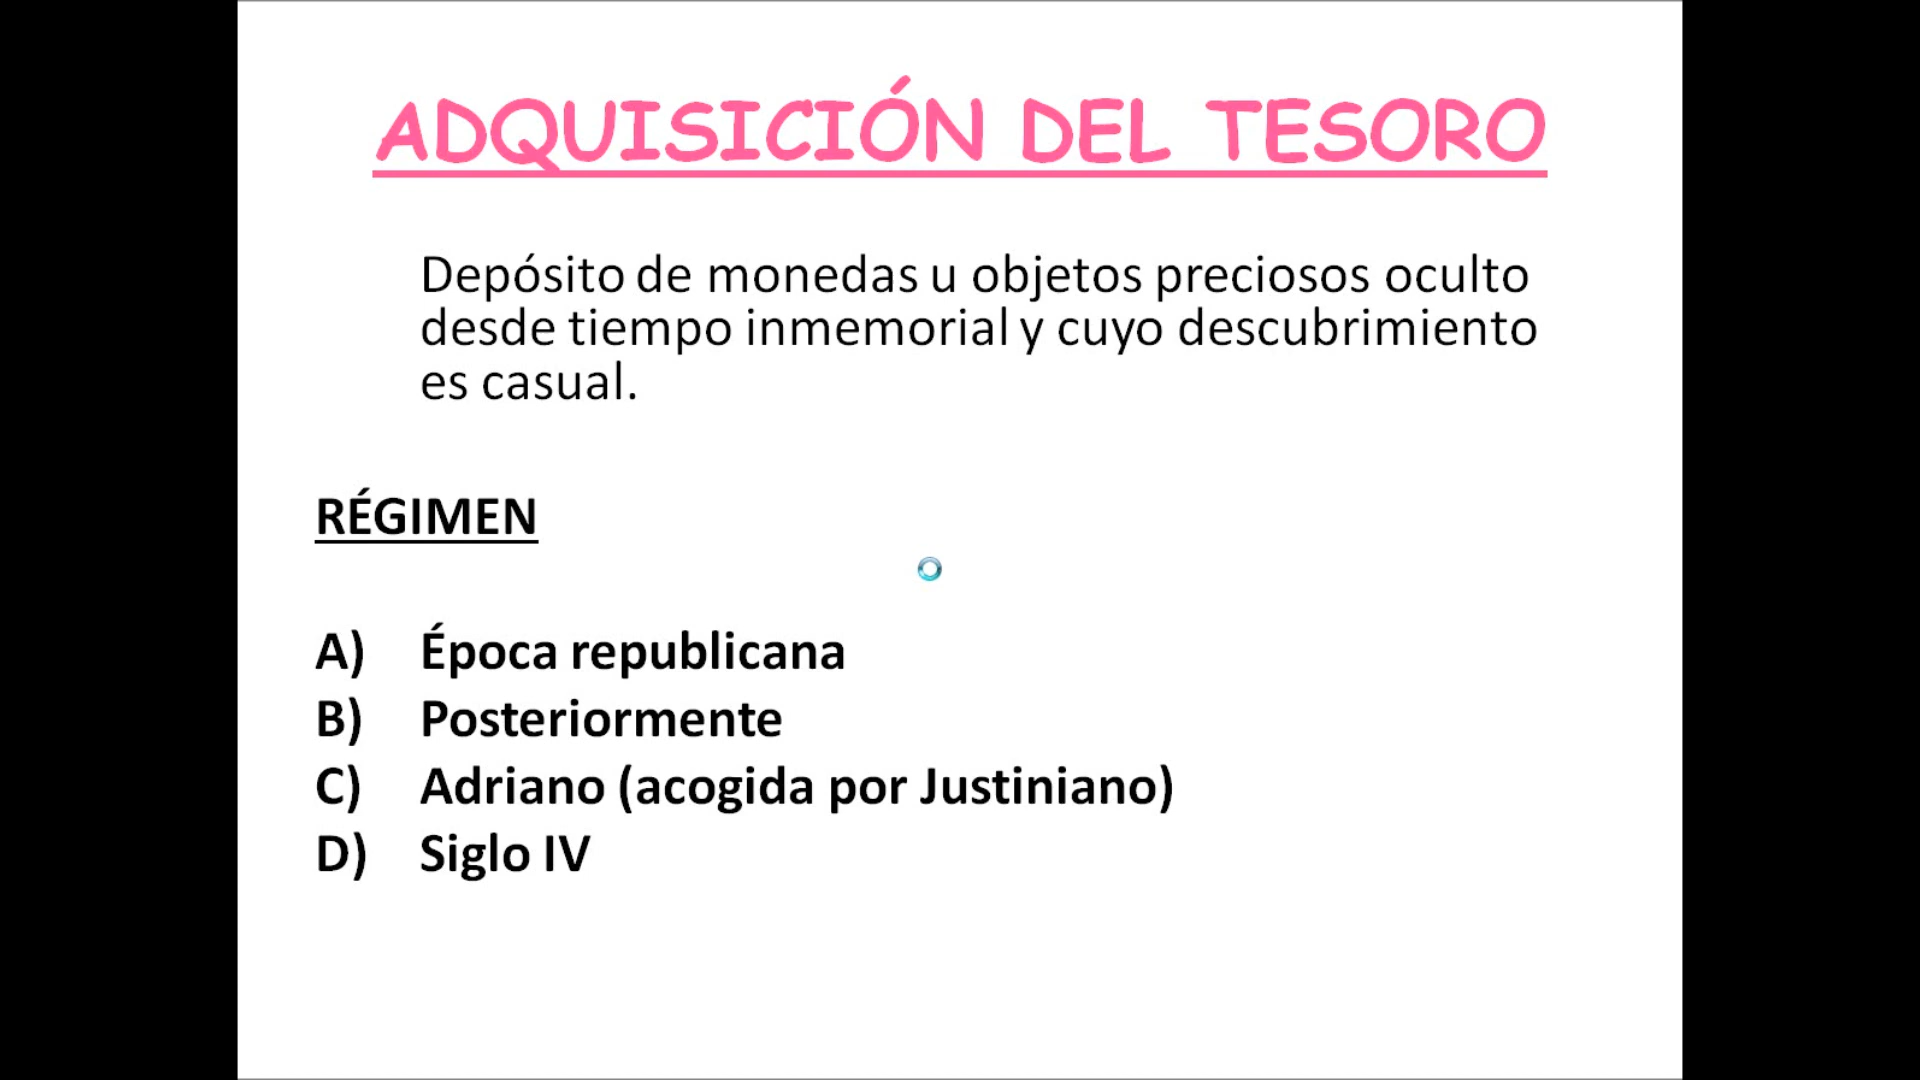 ADQUISICIÓN DEL TESORO
Depósito de monedas u objetos preciosos oculto
desde tiempo inmemorial y cuyo descubrimiento
es casual.
RÉGIMEN
A) Época republicana
B) Posteriormente
C) Adriano (acogida por Justiniano)
D) Siglo IV